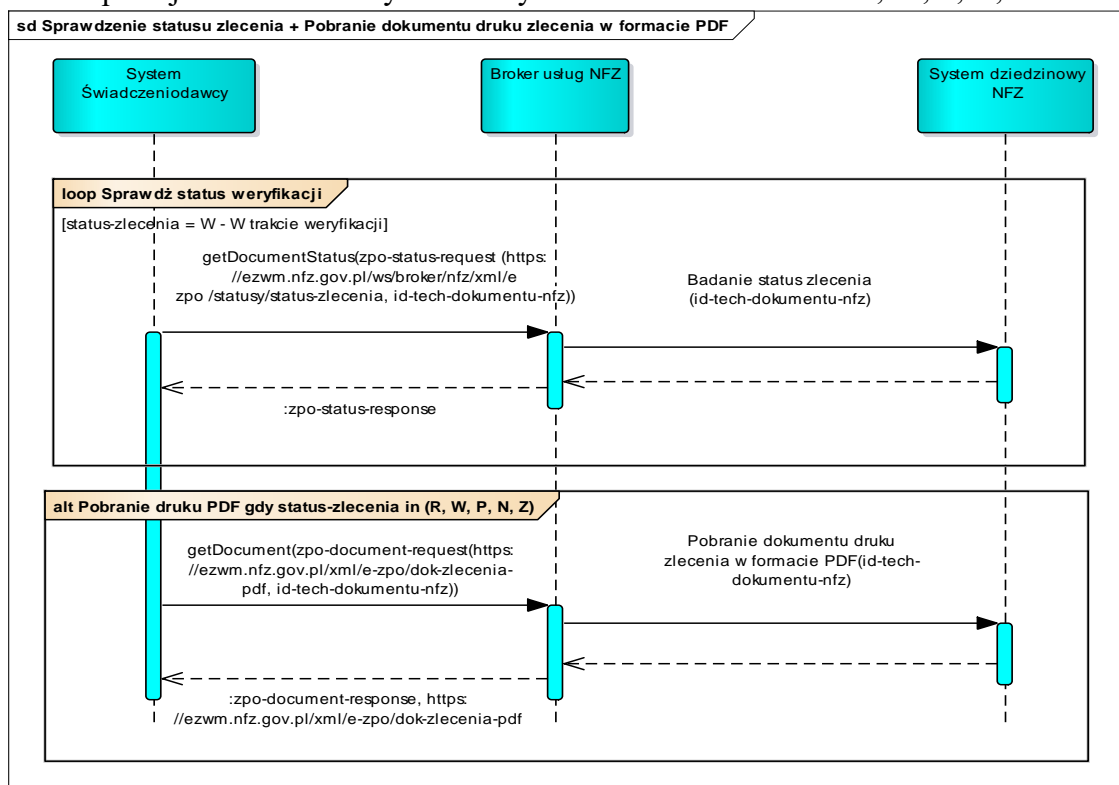 sd Sprawdzenie statusu zlecenia + Pobranie dokumentu druku zlecenia w formacie PDF
System
Świadczeniodawcy
Broker usług NFZ
System dziedzinowy
NFZ
loop Sprawdż status weryfikacji
[status-zlecenia = W - W trakcie weryfikacji]
getDocumentStatus(zpo-status-request (https:
//ezwm.nfz.gov.pl/ws/broker/nfz/xml/e
zpo /statusy/status-zlecenia, id-tech-dokumentu-nfz))
Badanie status zlecenia
(id-tech-dokumentu-nfz)
:zpo-status-response
alt Pobranie druku PDF gdy status-zlecenia in (R, W, P, N, Z)
getDocument(zpo-document-request(https:
//ezwm.nfz.gov.pl/xml/e-zpo/dok-zlecenia-
pdf, id-tech-dokumentu-nfz))
Pobranie dokumentu druku
zlecenia w formacie PDF(id-tech-
dokumentu-nfz)
:zpo-document-response, https:
//ezwm.nfz.gov.pl/xml/e-zpo/dok-zlecenia-pdf